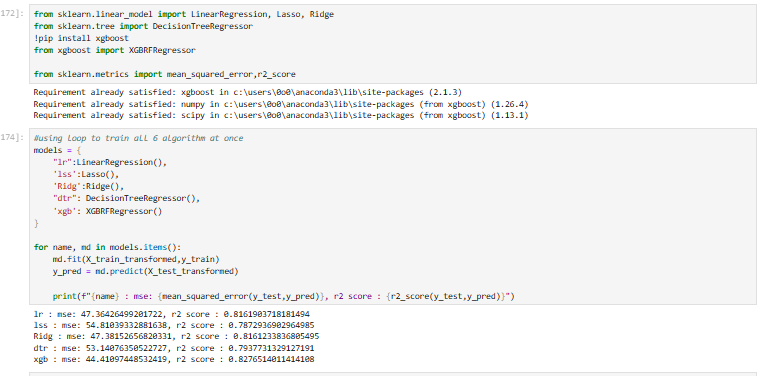 172]:
from sklearn.linear_model import LinearRegression, Lasso, Ridge
from sklearn.tree import DecisionTreeRegressor
!pip install xgboost
from xgboost import XGBRFRegressor
from sklearn.metrics import mean_squared_error,r2_score
Requirement already satisfied: xgboost in c:\users\0o0\anaconda3\lib\site-packages (2.1.3)
Requirement already satisfied: numpy in c:\users\0o0\anaconda3\lib\site-packages (from xgboost) (1.26.4)
Requirement already satisfied: scipy in c:\users\0o0\anaconda3\lib\site-packages (from xgboost) (1.13.1)
174]:
#using Loop to train all 6 algorithm at once
models = {
"lr":LinearRegression(),
'lss':Lasso(),
'Ridg':Ridge(),
"dtr": DecisionTreeRegressor(),
'xgb': XGBRFRegressor()
}
for name, md in models.items():
md.fit(X_train_transformed,y_train)
y_pred = md.predict(X_test_transformed)
print(f"{name} : mse: {mean_squared_error(y_test,y_pred)}, r2 score : {r2_score(y_test,y_pred)}")
lr : mse: 47.36426499201722, r2 score : 0.8161903718181494
lss : mse: 54.81039332881638, r2 score : 0.7872936902964985
Ridg : mse: 47.38152656820331, r2 score : 0.8161233836805495
dtr : mse: 53.14076350522727, r2 score : 0.7937731329127191
xgb : mse: 44.41097448532419, r2 score : 0.8276514011414108